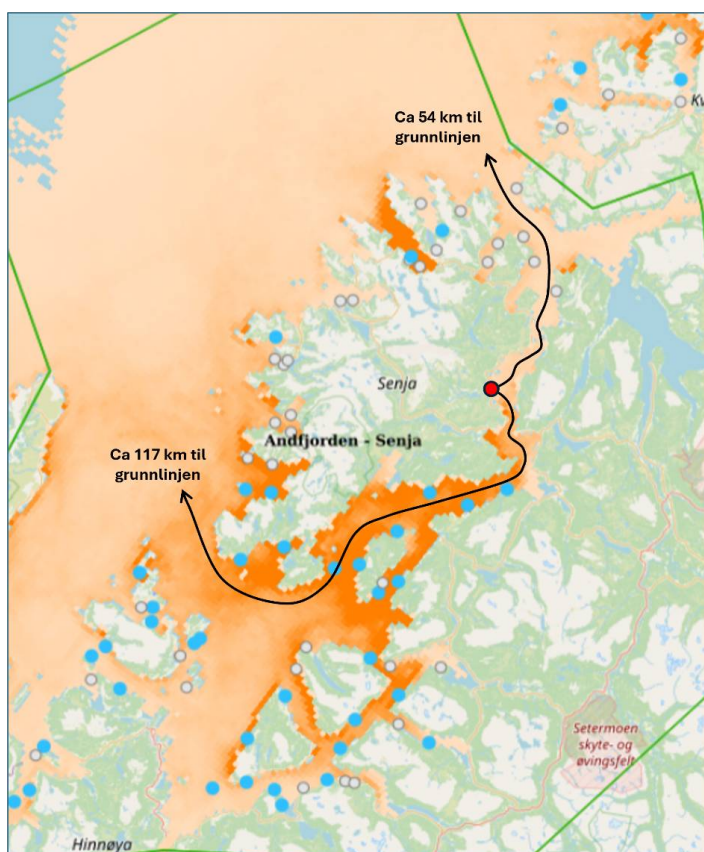 Kv
Ca 54 km til
grunnlinjen
Senja
Andfjorden - Senja
Ca 117 km til
grunnlinjen
Setermoen
skyte- og
øvingsfelt
Hinnøya